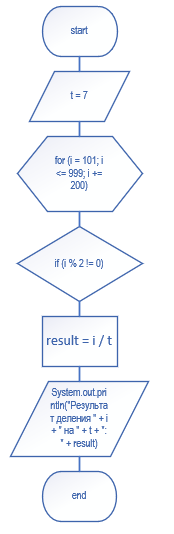 start
t = 7
for (i = 101; i
<= 999; i +=
200)
if (i % 2 != 0)
result = i / t
System.out.pri
ntln("Результа
т деления " + i
+ " на " + t + ":
" + result)
end